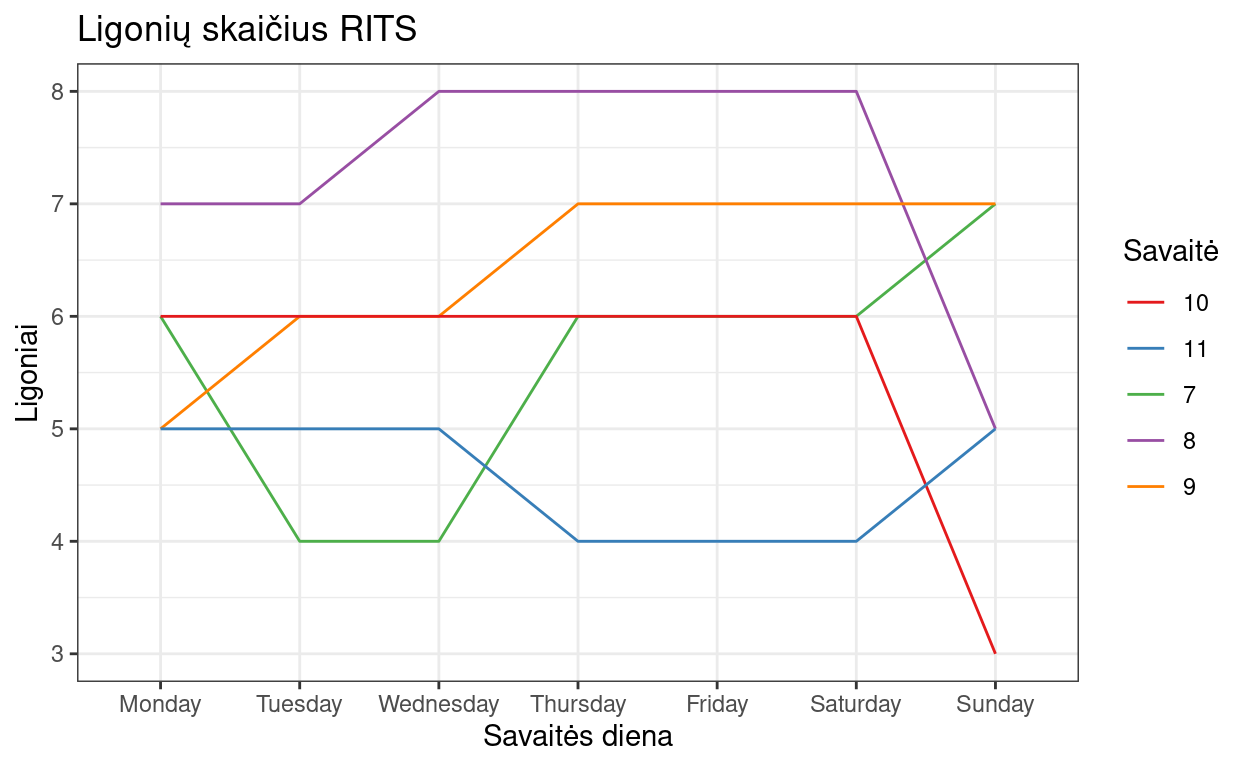 Ligonių skaičius RITS
8
7
6
5
4
3
Ligoniai
Monday Tuesday Wednesday Thursday Friday Saturday Sunday
Savaitės diena
Savaitė
10
11
7
8
9